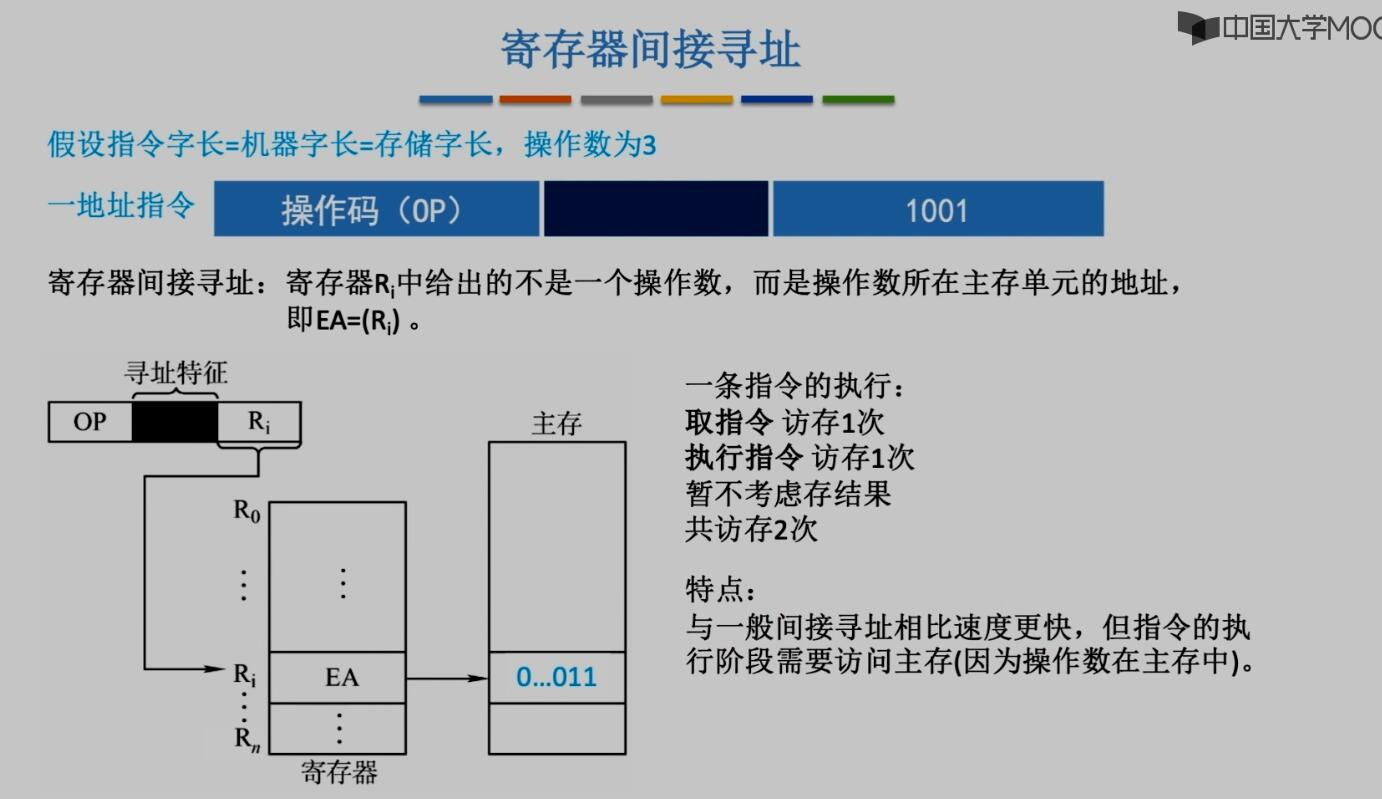 中国大学MOO
寄存器间接寻址
假设指令字长=机器字长=存储字长，操作数为3
一地址指令 操作码（OP） 1001
寄存器间接寻址：寄存器Ri中给出的不是一个操作数，而是操作数所在主存单元的地址，
即EA=(Ri) 。
寻址特征
OP Ri
主存
R0
⋮ ⋮
Ri EA 0...011
⋮ ⋮
Rn
寄存器
一条指令的执行：
取指令 访存1次
执行指令 访存1次
暂不考虑存结果
共访存2次
特点：
与一般间接寻址相比速度更快，但指令的执
行阶段需要访问主存(因为操作数在主存中)。